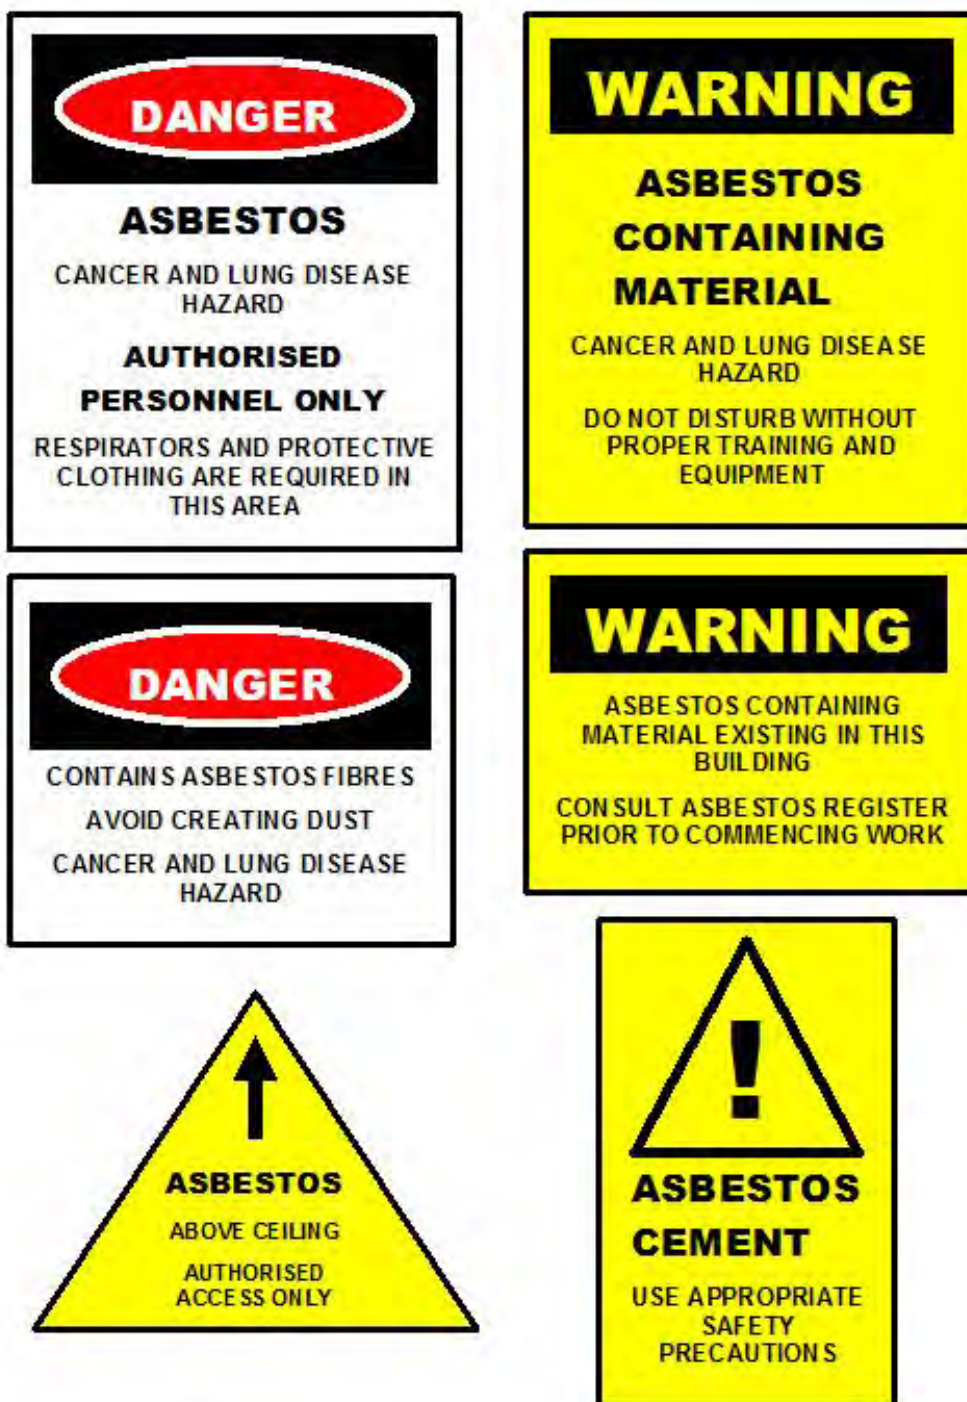 DANGER
ASBESTOS
CANCER AND LUNG DISEASE
HAZARD
AUTHORISED
PERSONNEL ONLY
RESPIRATORS AND PROTECTIVE
CLOTHING ARE REQUIRED IN
THIS AREA
WARNING
ASBESTOS
CONTAINING
MATERIAL
CANCER AND LUNG DISEASE
HAZARD
DO NOT DISTURB WITHOUT
PROPER TRAINING AND
EQUIPMENT
DANGER
CONTAINS ASBESTOS FIBRES
AVOID CREATING DUST
CANCER AND LUNG DISEASE
HAZARD
WARNING
ASBESTOS CONTAINING
MATERIAL EXISTING IN THIS
BUILDING
CONSULT ASBESTOS REGISTER
PRIOR TO COMMENCING WORK
ASBESTOS
ABOVE CEILING
AUTHORISED
ACCESS ONLY
!
ASBESTOS
CEMENT
USE APPROPRIATE
SAFETY
PRECAUTIONS